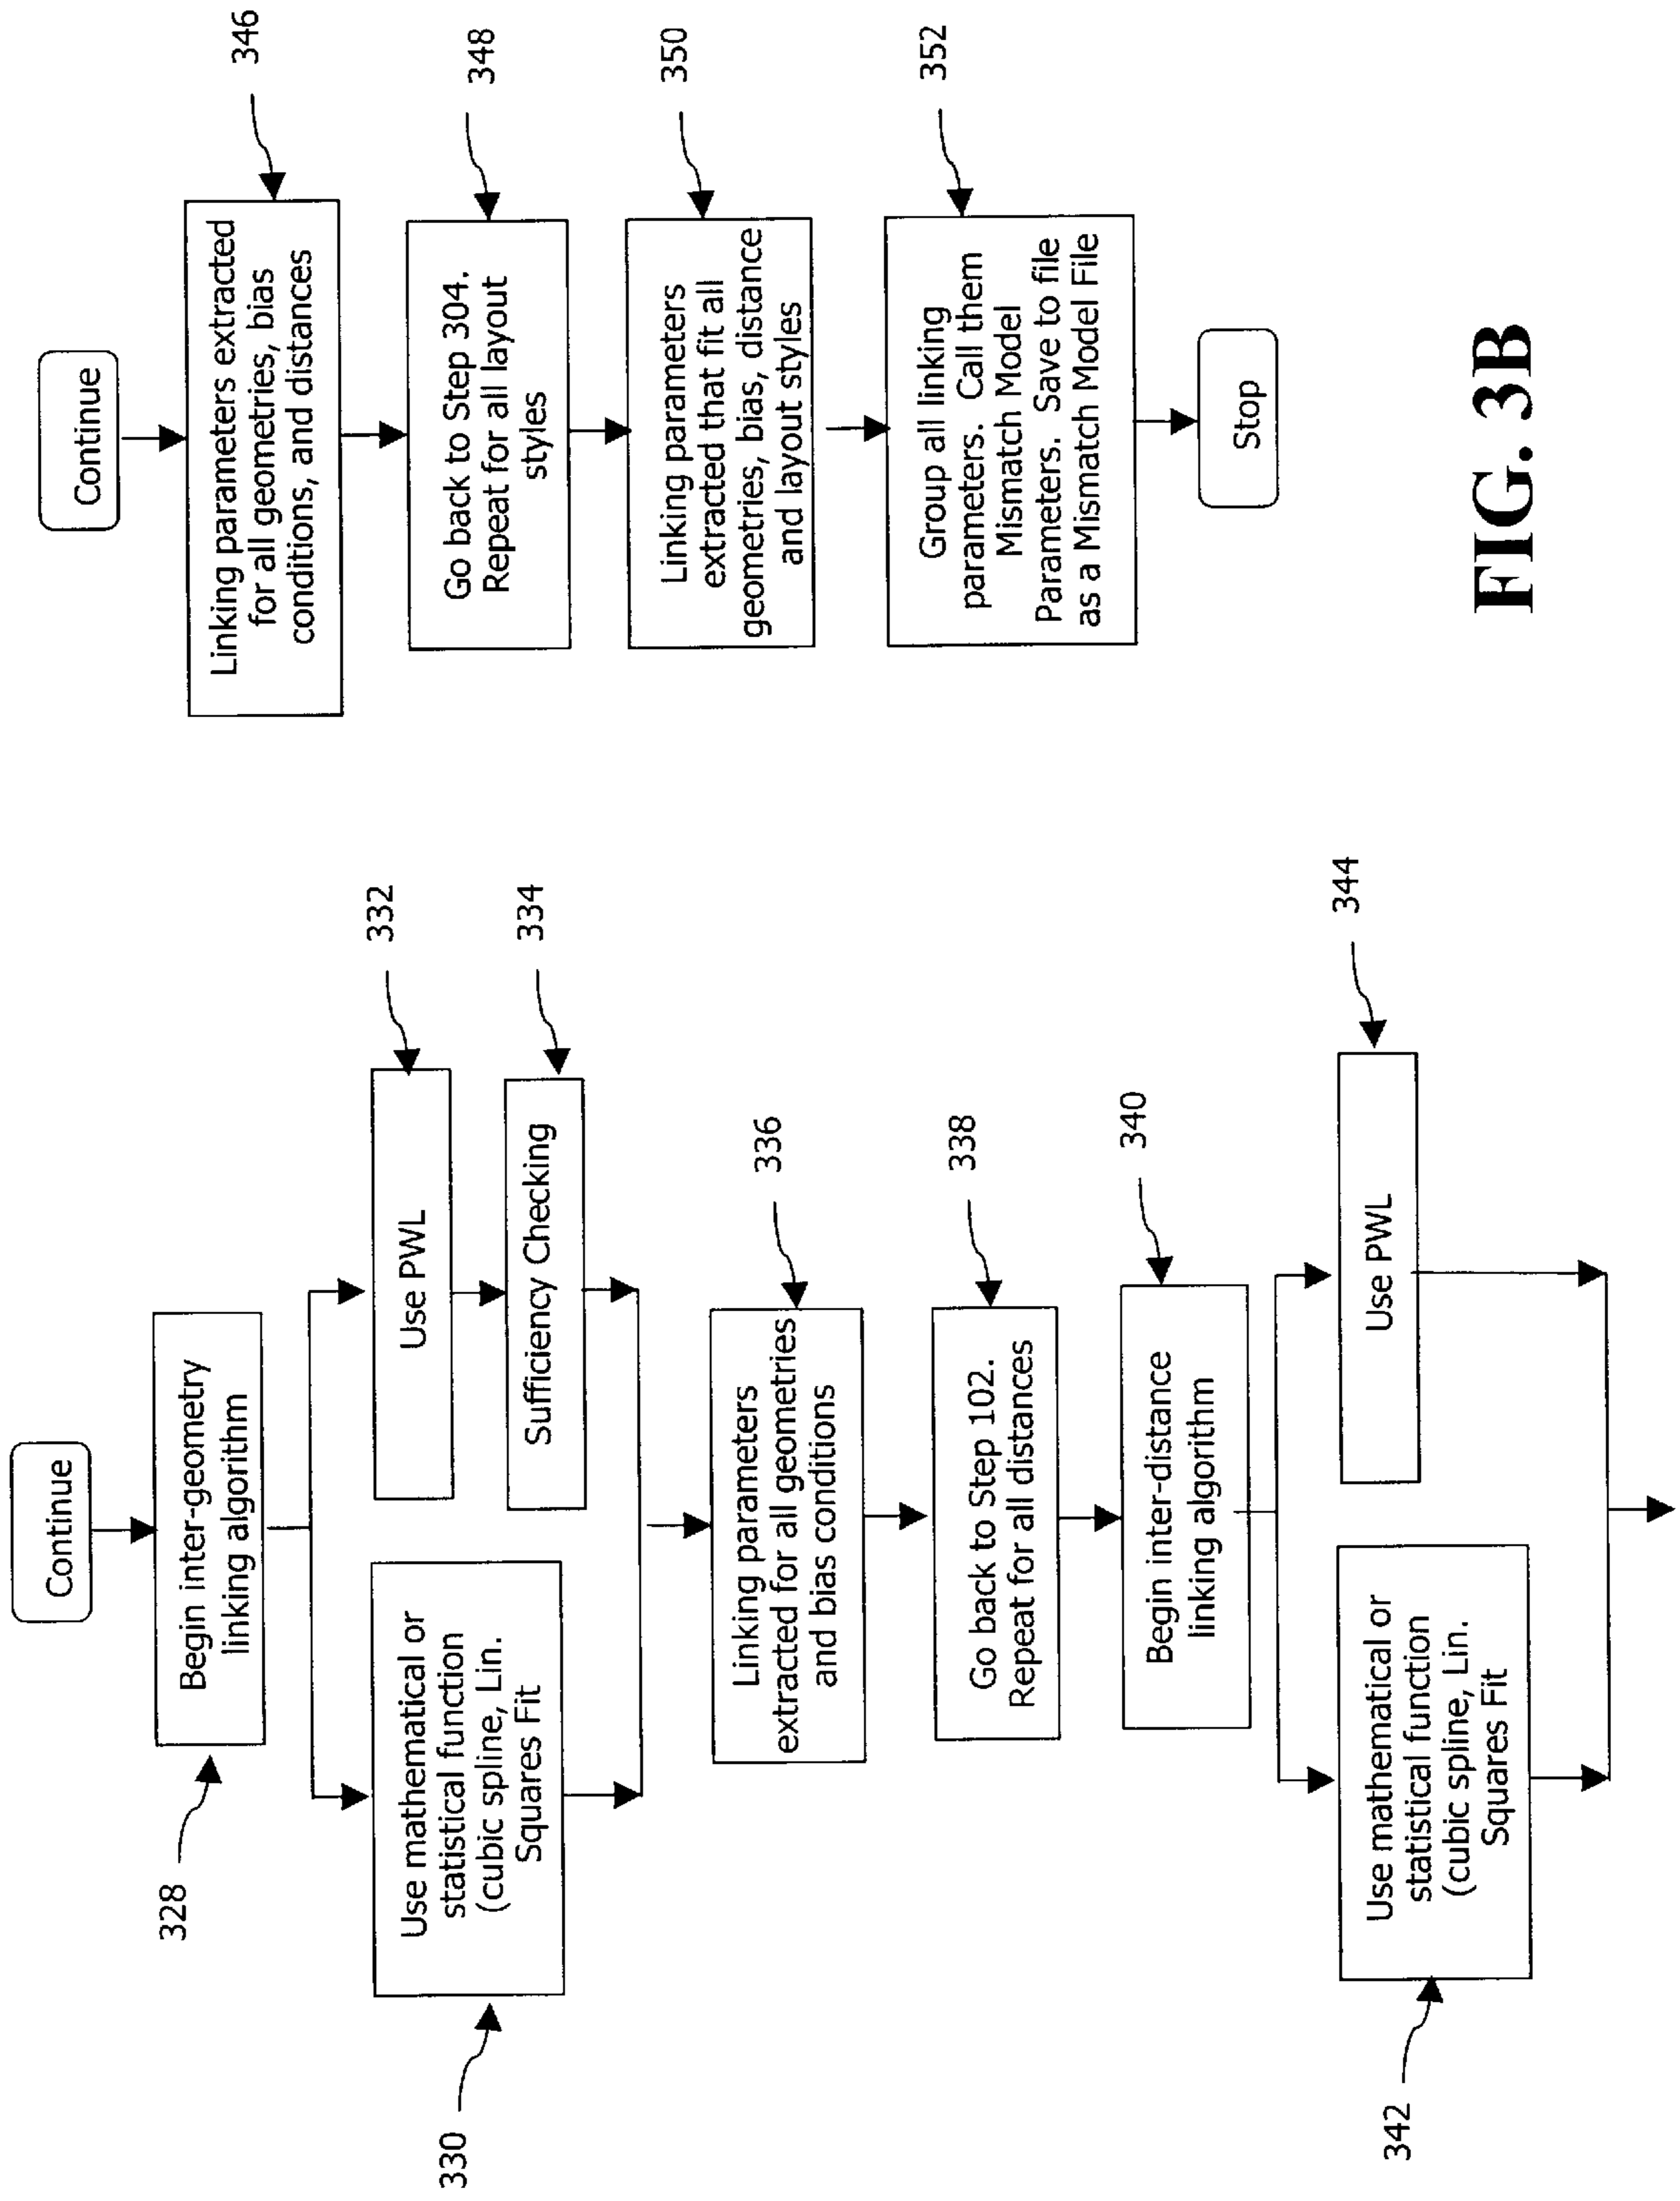 Continue
328
Begin inter-geometry
linking algorithm
330
Use mathematical or
statistical function
(cubic spline, Lin.
Squares Fit
Use PWL
332
Sufficiency Checking
334
Linking parameters
extracted for all geometries
and bias conditions
336
Go back to Step 102.
Repeat for all distances
338
Begin inter-distance
linking algorithm
340
342
Use mathematical or
statistical function
(cubic spline, Lin.
Squares Fit
Use PWL
344
Continue
Linking parameters extracted
for all geometries, bias
conditions, and distances
346
Go back to Step 304.
Repeat for all layout
styles
348
Linking parameters
extracted that fit all
geometries, bias, distance
and layout styles
350
Group all linking
parameters. Call them
Mismatch Model
Parameters. Save to file
as a Mismatch Model File
352
Stop
FIG. 3B